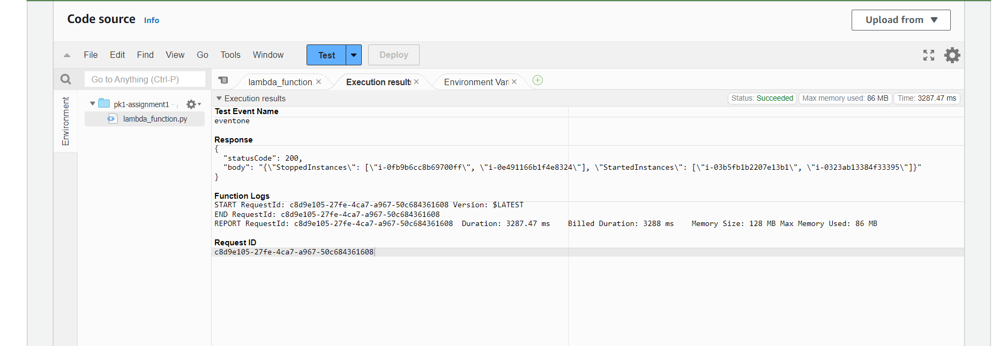 Code source Info
Upload from
File Edit Find View Go Tools Window Test Deploy
Go to Anything (Ctrl-P)
lambda_function. Execution results Environment Vari
Environment
pk1-assignment1 - /
lambda_function.py
Execution results
Status: Succeeded Max memory used: 86 MB Time: 3287.47 ms
Test Event Name
eventone
Response
{
"statusCode": 200,
"body": "{\"StoppedInstances\": [\"i-0fb9b6cc8b69700ff\", \"i-0e491166b1f4e8324\"], \"StartedInstances\": [\"i-03b5fb1b2207e13b1\", \"i-0323ab13384f33395\"]}"
}
Function Logs
START RequestId: c8d9e105-27fe-4ca7-a967-50c684361608 Version: $LATEST
END RequestId: c8d9e105-27fe-4ca7-a967-50c684361608
REPORT RequestId: c8d9e105-27fe-4ca7-a967-50c684361608 Duration: 3287.47 ms Billed Duration: 3288 ms Memory Size: 128 MB Max Memory Used: 86 MB
Request ID
c8d9e105-27fe-4ca7-a967-50c684361608